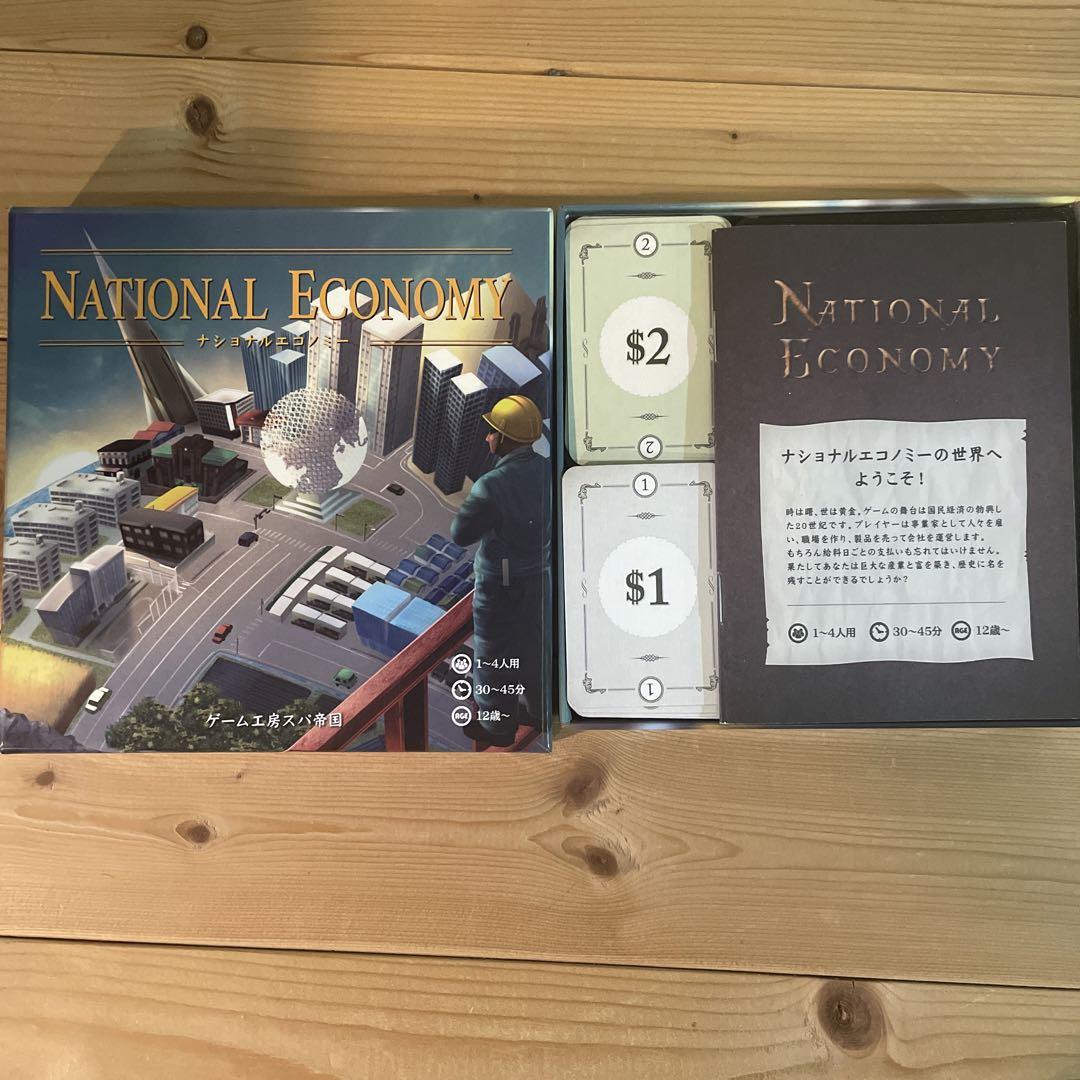 NATIONAL ECONOMY
ナショナルエコノミー
1〜4人用
30〜45分
AGE 12歳〜
ゲーム工房スパ帝国
2
$2
2
1
$1
1
NATIONAL
ECONOMY
ナショナルエコノミーの世界へ
ようこそ！
時は曙、世は黄金。ゲームの舞台は国民経済の勃興し
た20世紀です。プレイヤーは事業家として人々を雇
い、職場を作り、製品を売って会社を運営します。
もちろん給料日ごとの支払いも忘れてはいけません。
果たしてあなたは巨大な産業と富を築き、歴史に名を
残すことができるでしょうか？
1〜4人用 30〜45分 AGE 12歳〜